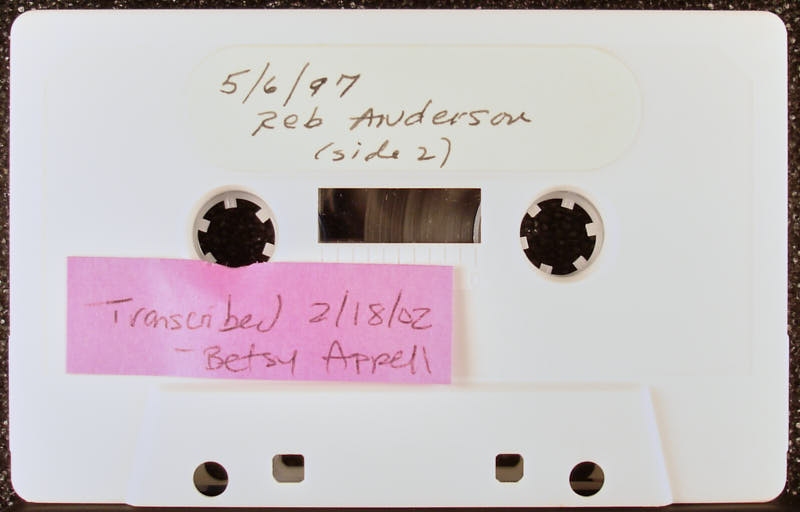 5/6/97
Reb Anderson
(side 2)
Transcribed 2/18/02
-Betsy Appell